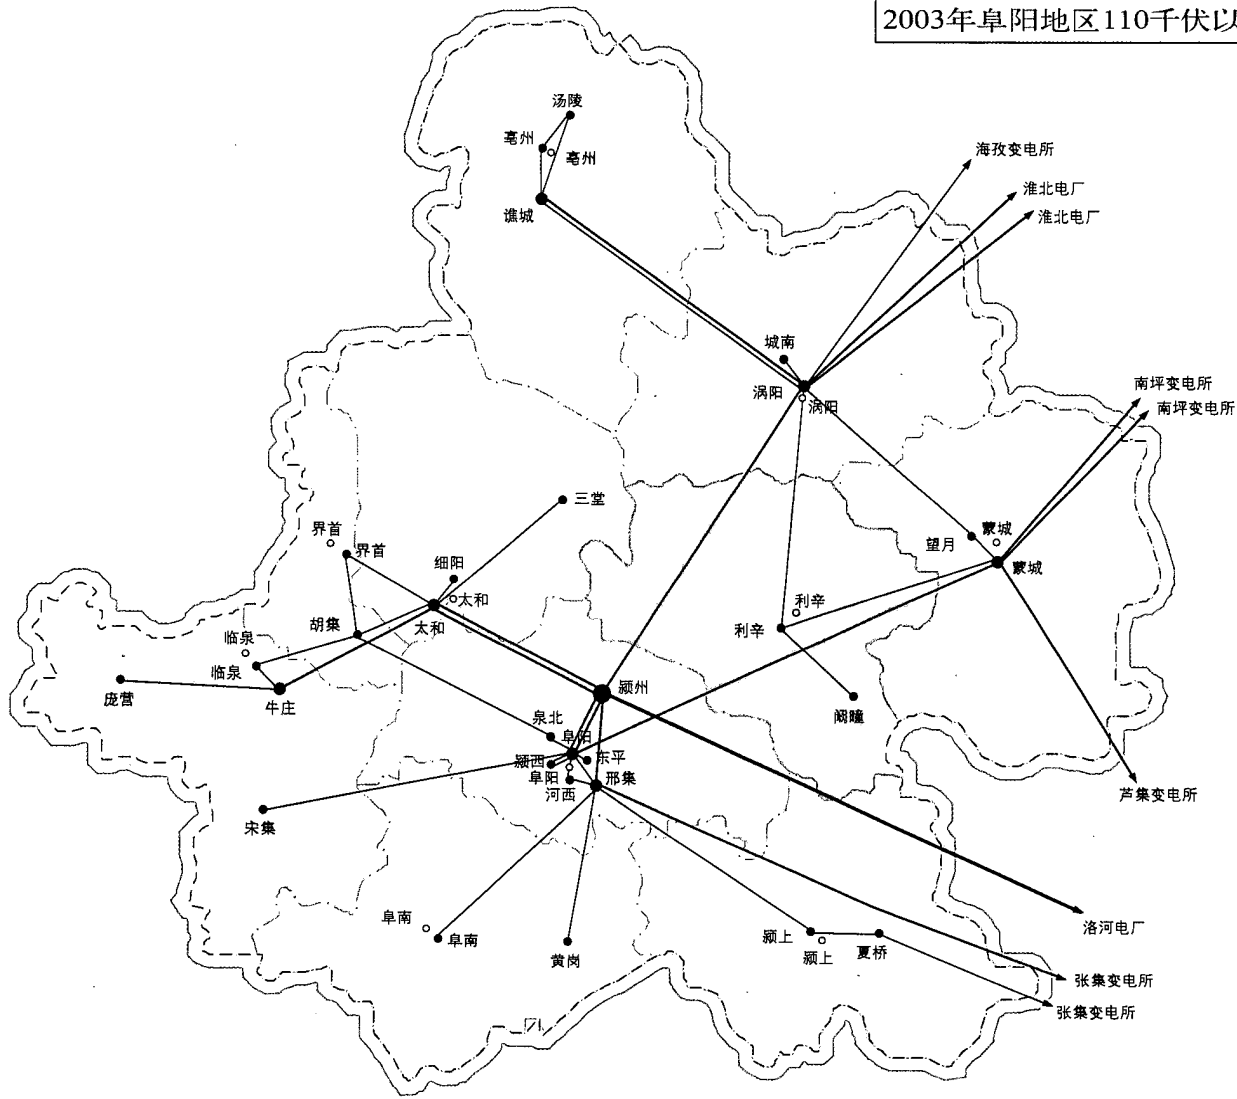 2003年阜阳地区110千伏以
汤陵
亳州
亳州
谯城
海孜变电所
淮北电厂
淮北电厂
城南
涡阳
涡阳
南坪变电所
南坪变电所
三堂
界首
界首
细阳
太和
太和
望月
蒙城
蒙城
利辛
利辛
胡集
临泉
临泉
庞营
牛庄
颍州
阚疃
泉北
阜阳
颍西
东平
阜阳
河西
邢集
芦集变电所
宋集
阜南
阜南
黄岗
颍上
颍上
夏桥
洛河电厂
张集变电所
张集变电所